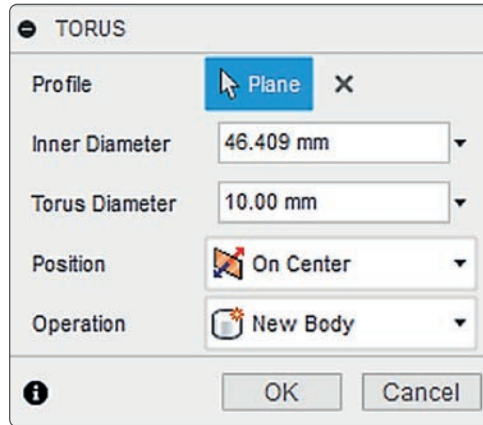 TORUS
Profile Plane
Inner Diameter 46.409 mm
Torus Diameter 10.00 mm
Position On Center
Operation New Body
OK Cancel